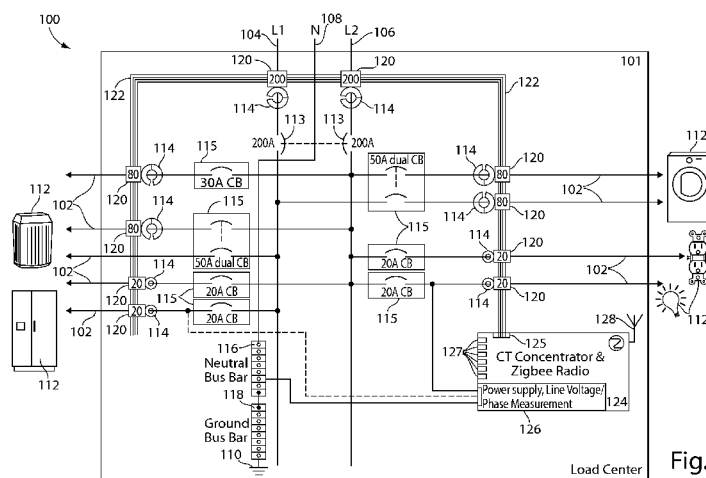 100
104
L1
108
N
L2
106
101
120
200
200
120
122
122
114
114
113
113
200A
200A
115
114
50A dual CB
114
120
112
80
80
30A CB
120
102
102
114
115
114
80
80
112
120
120
102
115
114
120
20
50A dual CB
20A CB
102
114
102
20
20A CB
20A CB
20
120
115
114
120
115
112
20
20A CB
102
120
114
128
116
125
127
CT Concentrator &
Zigbee Radio
Neutral
Bus Bar
112
118
Power supply, Line Voltage/
Phase Measurement
124
Ground
Bus Bar
126
110
Load Center
Fig.